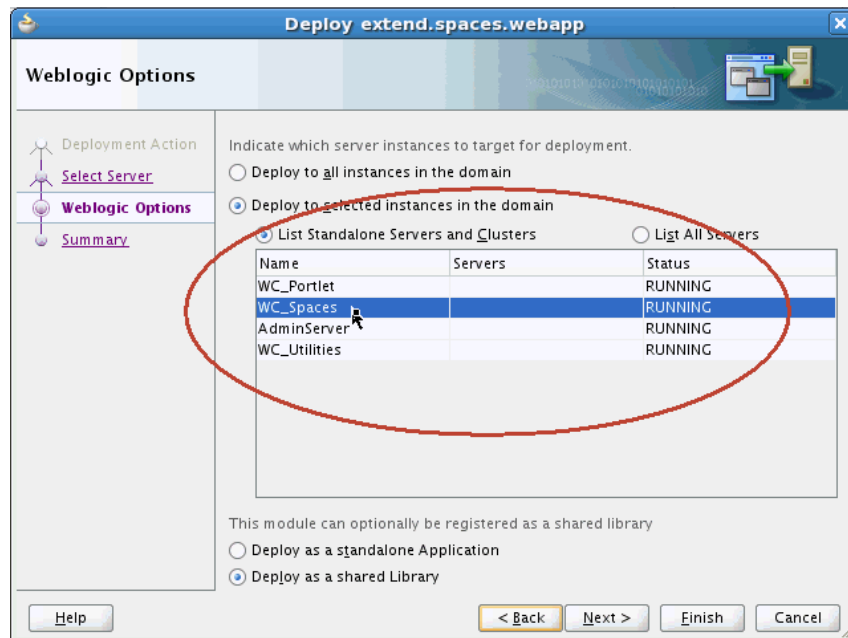 Deploy extend.spaces.webapp
Weblogic Options
Deployment Action
Select Server
Weblogic Options
Summary
Indicate which server instances to target for deployment.
Deploy to all instances in the domain
Deploy to selected instances in the domain
List Standalone Servers and Clusters List All Servers
Name Servers Status
WC_Portlet RUNNING
WC_Spaces RUNNING
AdminServer RUNNING
WC_Utilities RUNNING
This module can optionally be registered as a shared library
Deploy as a standalone Application
Deploy as a shared Library
Help < Back Next > Finish Cancel